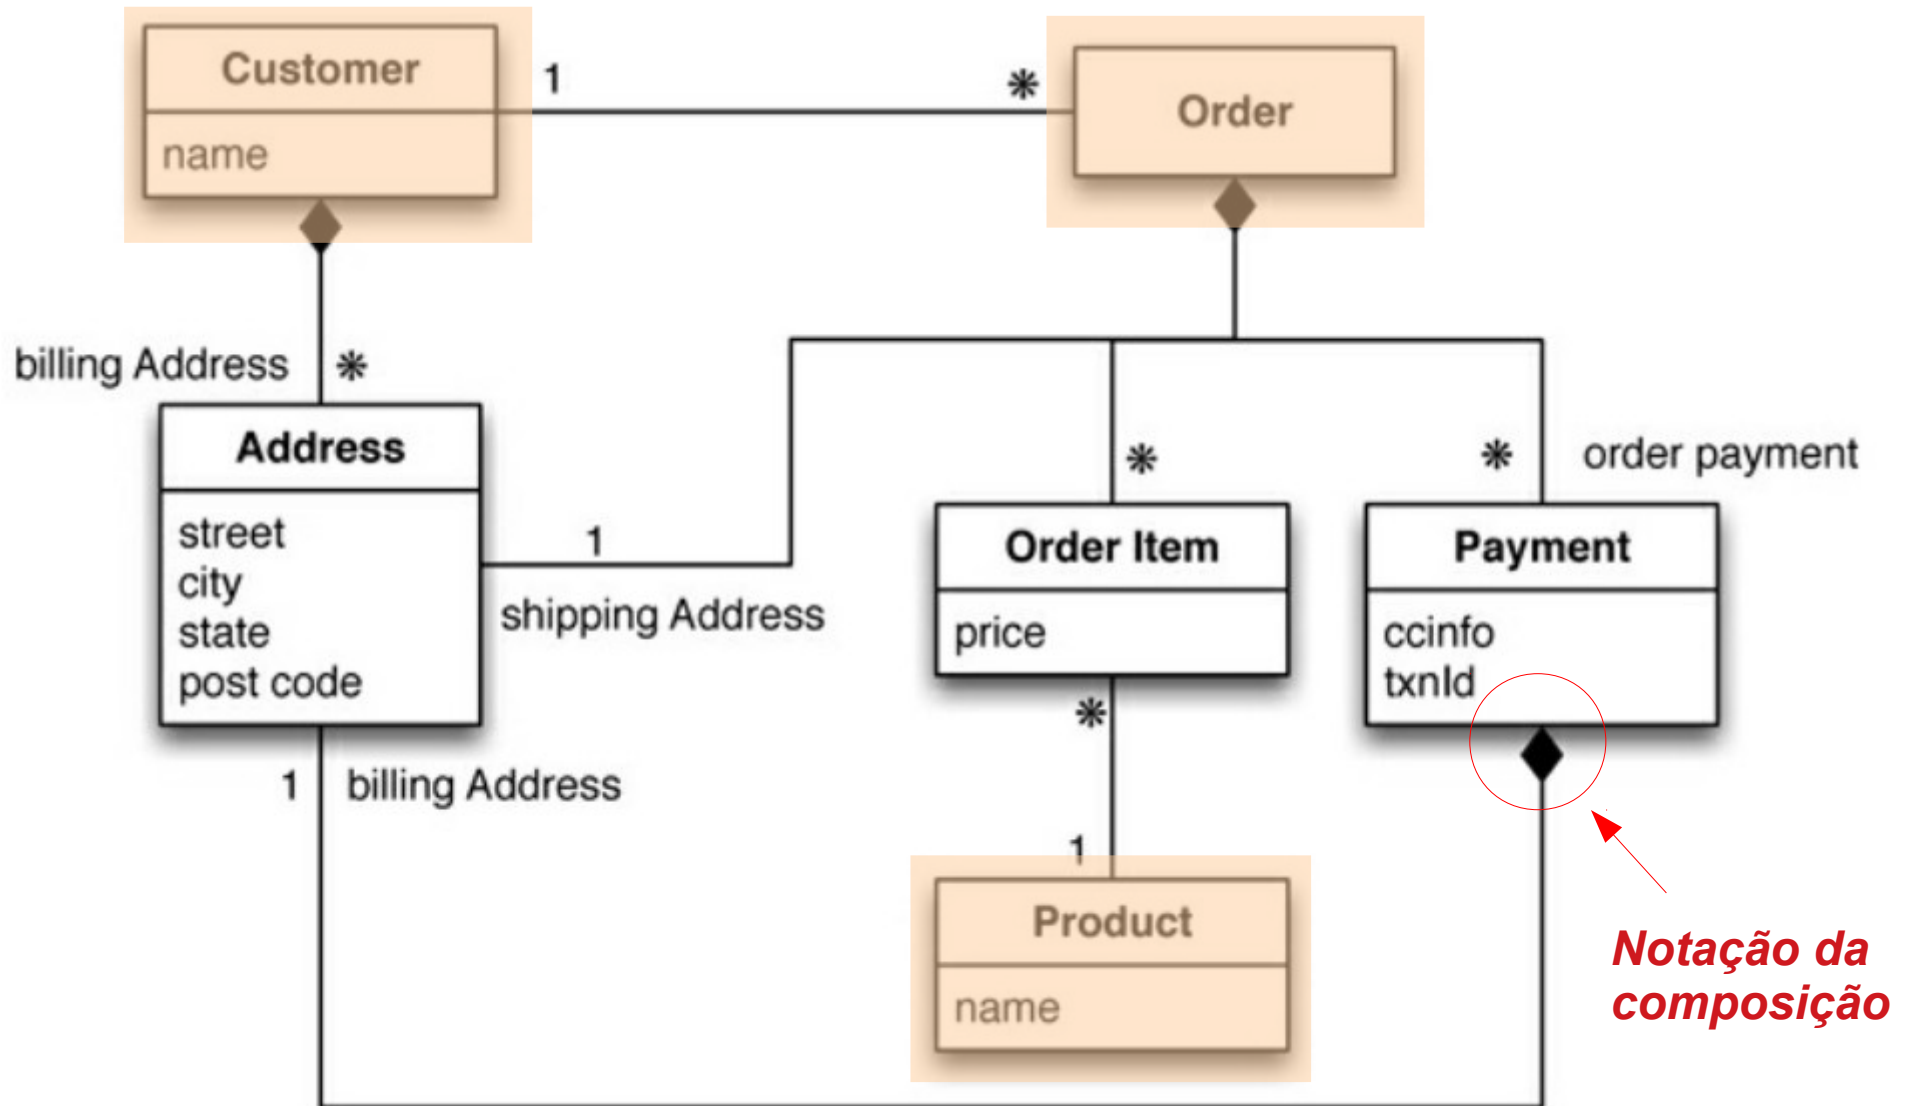 Customer
name
1
*
Order
billing Address
*
Address
street
city
state
post code
1
shipping Address
*
Order Item
price
*
order payment
Payment
ccinfo
txnId
1
billing Address
*
1
Product
name
Notação da
composição